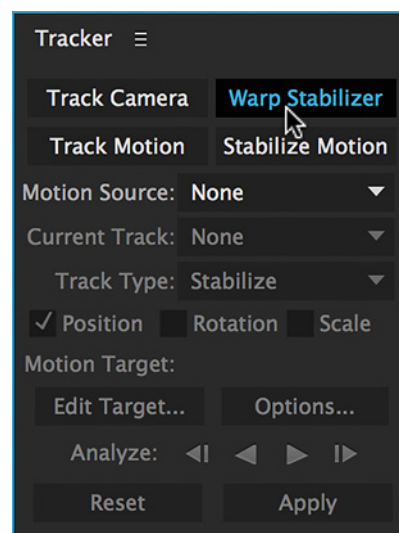 Tracker
Track Camera Warp Stabilizer
Track Motion Stabilize Motion
Motion Source: None
Current Track: None
Track Type: Stabilize
Position Rotation Scale
Motion Target:
Edit Target... Options...
Analyze:
Reset Apply